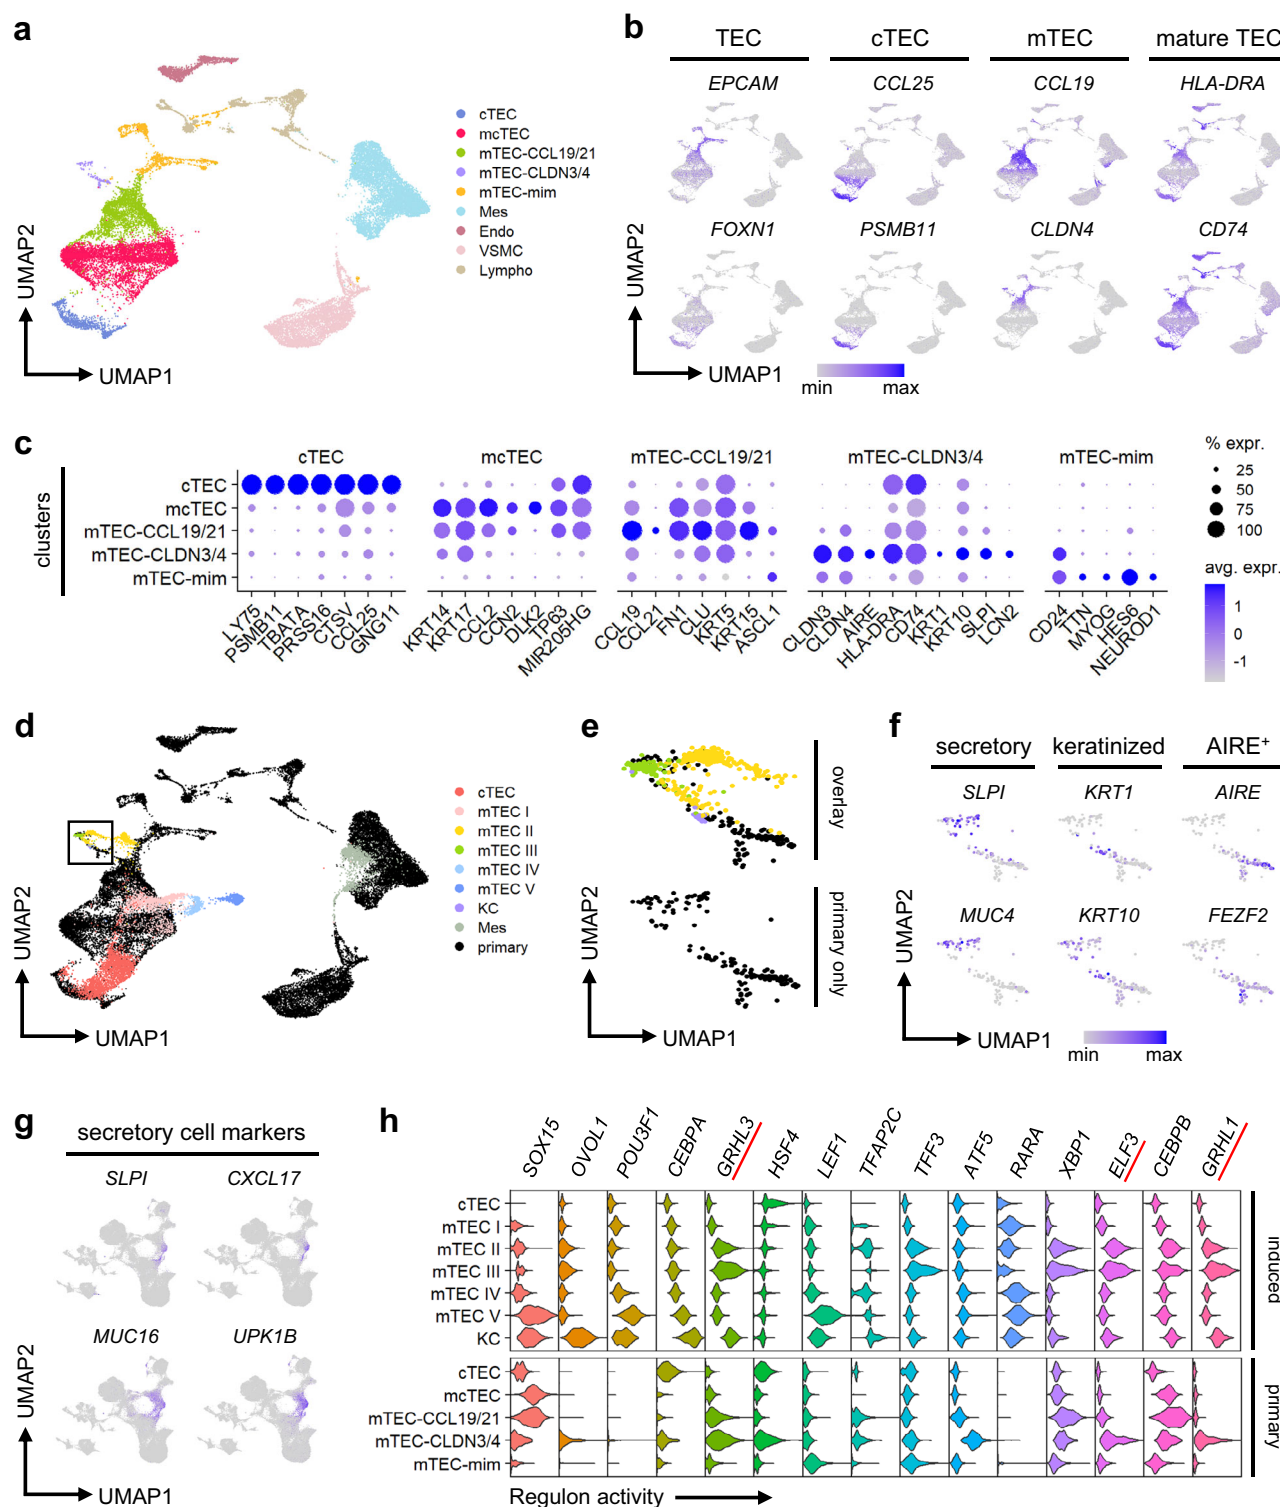 a
cTEC
mcTEC
mTEC-CCL19/21
mTEC-CLDN3/4
mTEC-mim
Mes
Endo
VSMC
Lympho
UMAP2
UMAP1
b
TEC
cTEC
mTEC
mature TEC
EPCAM
CCL25
CCL19
HLA-DRA
FOXN1
PSMB11
CLDN4
CD74
UMAP2
UMAP1
min
max
c
cTEC
mcTEC
mTEC-CCL19/21
mTEC-CLDN3/4
mTEC-mim
clusters
cTEC
mcTEC
mTEC-CCL19/21
mTEC-CLDN3/4
mTEC-mim
LY75
PSMB11
TBATA
PRSS16
CTSV
CCL25
GNG11
KRT14
KRT17
CCL2
CCN2
DLK2
TP63
MIR205HG
CCL19
CCL21
FN1
CLU
KRT5
KRT15
ASCL1
CLDN3
CLDN4
AIRE
HLA-DRA
CD74
KRT1
KRT10
SLPI
LCN2
CD24
TTN
MYOG
HES6
NEUROD1
% expr.
25
50
75
100
avg. expr.
1
0
-1
d
cTEC
mTEC I
mTEC II
mTEC III
mTEC IV
mTEC V
KC
Mes
primary
UMAP2
UMAP1
e
overlay
primary only
UMAP2
UMAP1
f
secretory
keratinized
AIRE+
SLPI
KRT1
AIRE
MUC4
KRT10
FEZF2
UMAP2
UMAP1
min
max
g
secretory cell markers
SLPI
CXCL17
MUC16
UPK1B
UMAP2
UMAP1
h
SOX15
OVOL1
POU3F1
CEBPA
GRHL3
HSF4
LEF1
TFAP2C
TFF3
ATF5
RARA
XBP1
ELF3
CEBPB
GRHL1
cTEC
mTEC I
mTEC II
mTEC III
mTEC IV
mTEC V
KC
induced
cTEC
mcTEC
mTEC-CCL19/21
mTEC-CLDN3/4
mTEC-mim
primary
Regulon activity